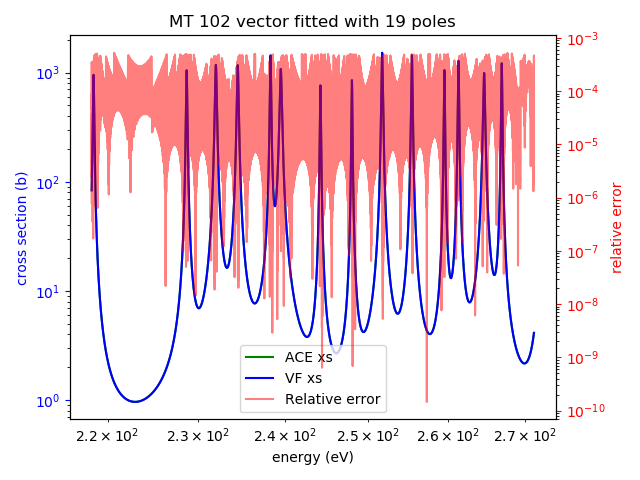 MT 102 vector fitted with 19 poles
10³
10²
10¹
10⁰
cross section (b)
10⁻³
10⁻⁴
10⁻⁵
10⁻⁶
10⁻⁷
10⁻⁸
10⁻⁹
10⁻¹⁰
relative error
ACE xs
VF xs
Relative error
2.2 × 10² 2.3 × 10² 2.4 × 10² 2.5 × 10² 2.6 × 10² 2.7 × 10²
energy (eV)